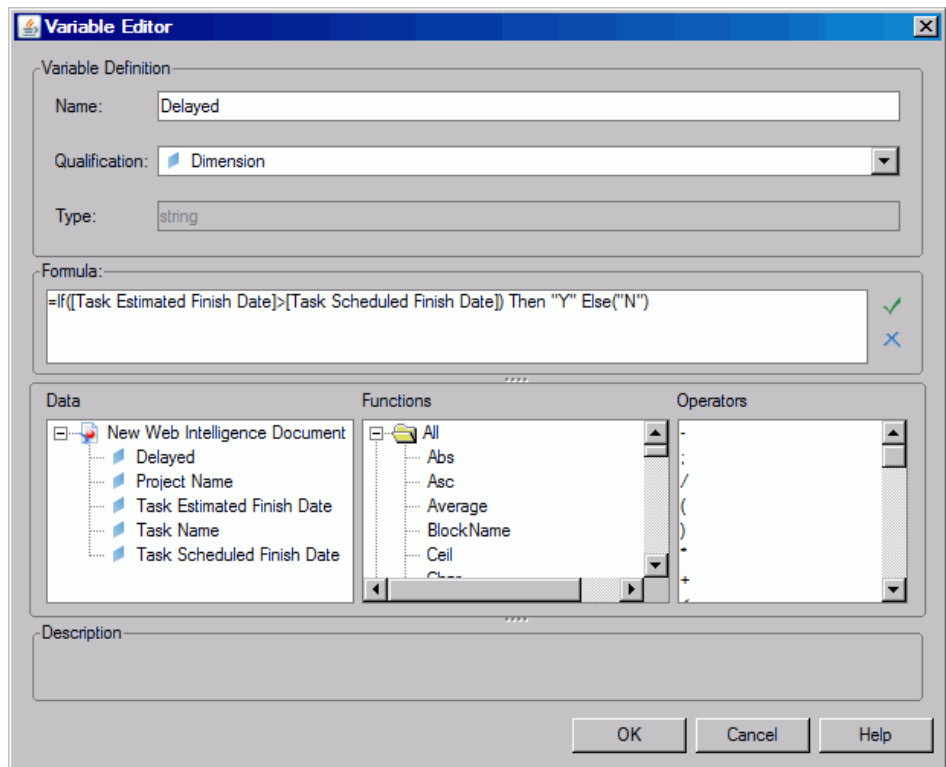 Variable Editor
Variable Definition
Name: Delayed
Qualification: Dimension
Type: string
Formula:
=If([Task Estimated Finish Date]>[Task Scheduled Finish Date]) Then "Y" Else("N")
Data Functions Operators
New Web Intelligence Document All -
Delayed Abs ;
Project Name Asc /
Task Estimated Finish Date Average (
Task Name BlockName )
Task Scheduled Finish Date Ceil *
Char +
Description
OK Cancel Help